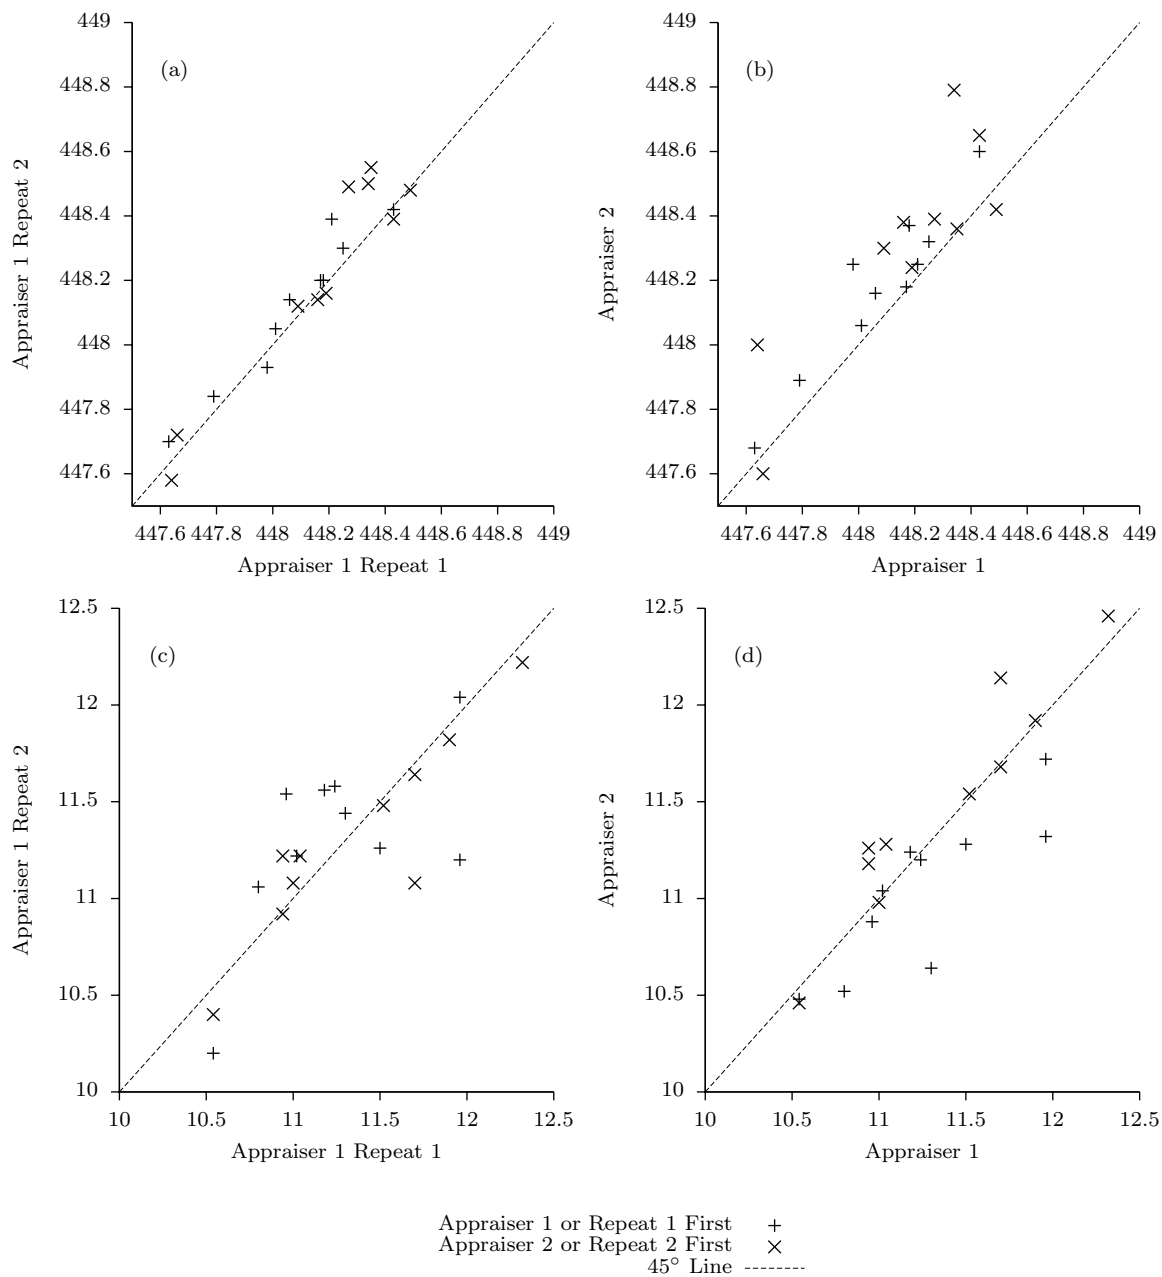 449
448.8
448.6
448.4
448.2
448
447.8
447.6
447.6 447.8 448 448.2 448.4 448.6 448.8 449
Appraiser 1 Repeat 2
Appraiser 1 Repeat 1
(a)
449
448.8
448.6
448.4
448.2
448
447.8
447.6
447.6 447.8 448 448.2 448.4 448.6 448.8 449
Appraiser 2
Appraiser 1
(b)
12.5
12
11.5
11
10.5
10
10 10.5 11 11.5 12 12.5
Appraiser 1 Repeat 2
Appraiser 1 Repeat 1
(c)
12.5
12
11.5
11
10.5
10
10 10.5 11 11.5 12 12.5
Appraiser 2
Appraiser 1
(d)
Appraiser 1 or Repeat 1 First
Appraiser 2 or Repeat 2 First
45° Line